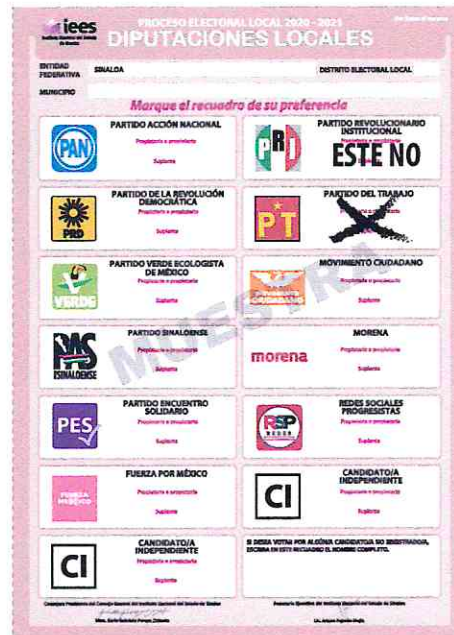 iees
PROCESO ELECTORAL LOCAL 2020 - 2021
DIPUTACIONES LOCALES
ENTIDAD FEDERATIVA
SINALOA
DISTRITO ELECTORAL LOCAL
MUNICIPIO
Marque el recuadro de su preferencia
PAN
PARTIDO ACCIÓN NACIONAL
Propietaria o propietario
Suplente
PRI
PARTIDO REVOLUCIONARIO
INSTITUCIONAL
ESTE NO
PRD
PARTIDO DE LA REVOLUCIÓN
DEMOCRÁTICA
Propietaria o propietario
Suplente
PT
PARTIDO DEL TRABAJO
VERDE
PARTIDO VERDE ECOLOGISTA
DE MÉXICO
Propietaria o propietario
Suplente
MOVIMIENTO CIUDADANO
MOVIMIENTO CIUDADANO
PAS
SINALOENSE
PARTIDO SINALOENSE
Propietaria o propietario
Suplente
morena
MORENA
Propietaria o propietario
Suplente
MUESTRA
PES
PARTIDO ENCUENTRO
SOLIDARIO
Propietaria o propietario
Suplente
RSP
REDES SOCIALES
PROGRESISTAS
Propietaria o propietario
Suplente
FUERZA MÉXICO
FUERZA POR MÉXICO
Propietaria o propietario
Suplente
CI
CANDIDATO/A
INDEPENDIENTE
Propietaria o propietario
Suplente
CI
CANDIDATO/A
INDEPENDIENTE
Propietaria o propietario
Suplente
SI DESEA VOTAR POR ALGÚN/A CANDIDATO/A NO REGISTRADO/A,
ESCRIBA EN ESTE RECUADRO EL NOMBRE COMPLETO.